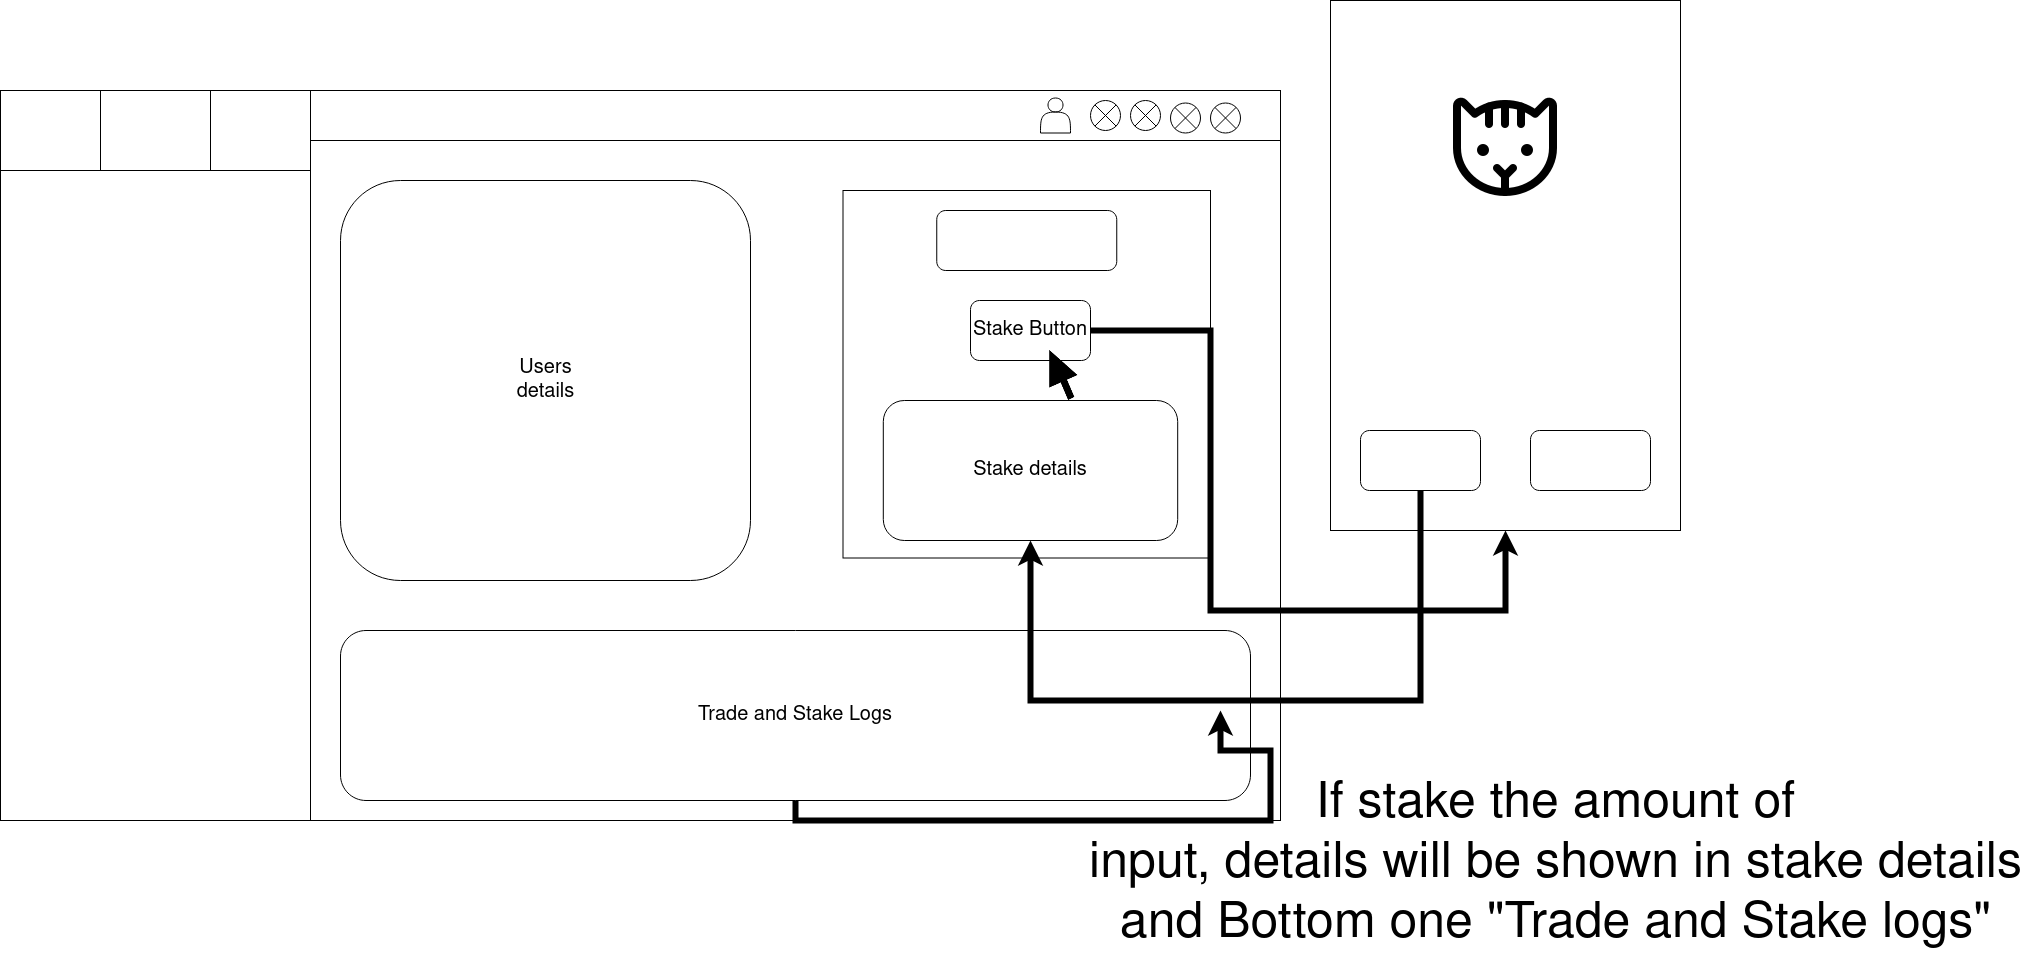 Stake Button
Users
details
Stake details
Trade and Stake Logs
If stake the amount of
input, details will be shown in stake details
and Bottom one "Trade and Stake logs"